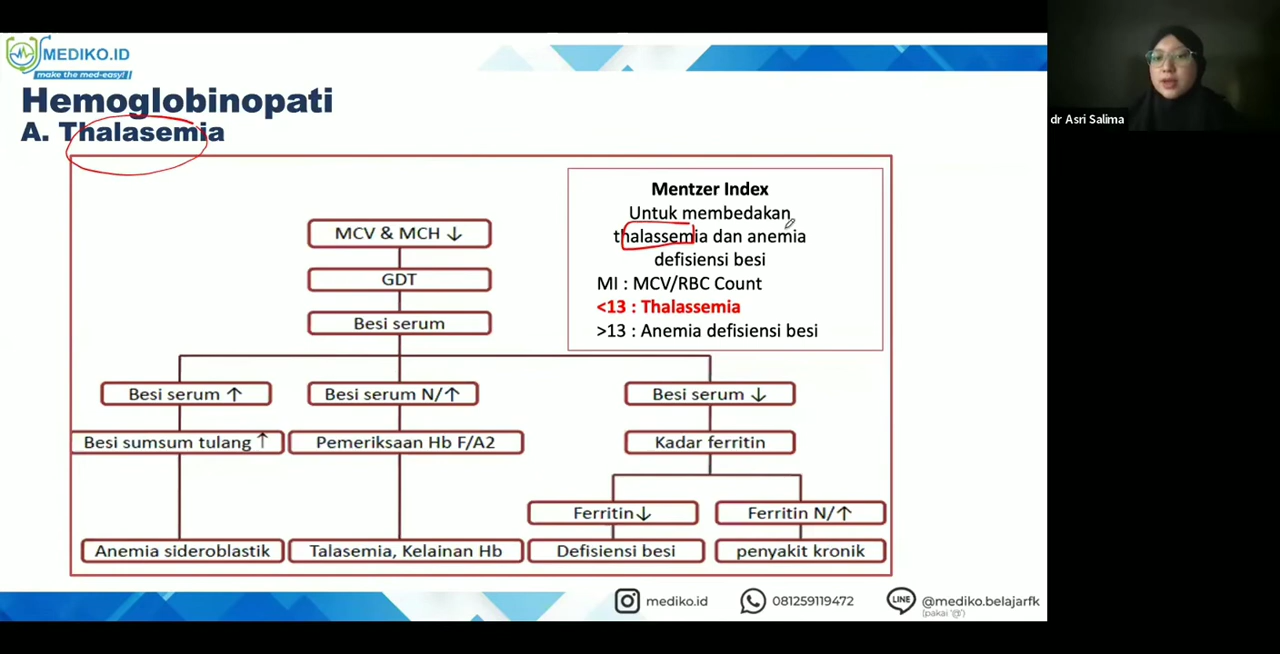 MEDIKO.ID
make the med-easy!
Hemoglobinopati
A. Thalasemia
dr Asri Salima
Mentzer Index
Untuk membedakan
thalassemia dan anemia
defisiensi besi
MI : MCV/RBC Count
<13 : Thalassemia
>13 : Anemia defisiensi besi
MCV & MCH ↓
GDT
Besi serum
Besi serum ↑
Besi serum N/↑
Besi serum ↓
Besi sumsum tulang ↑
Pemeriksaan Hb F/A2
Kadar ferritin
Ferritin↓
Ferritin N/↑
Anemia sideroblastik
Talasemia, Kelainan Hb
Defisiensi besi
penyakit kronik
mediko.id
081259119472
LINE
@mediko.belajarfk
(pakai '@')